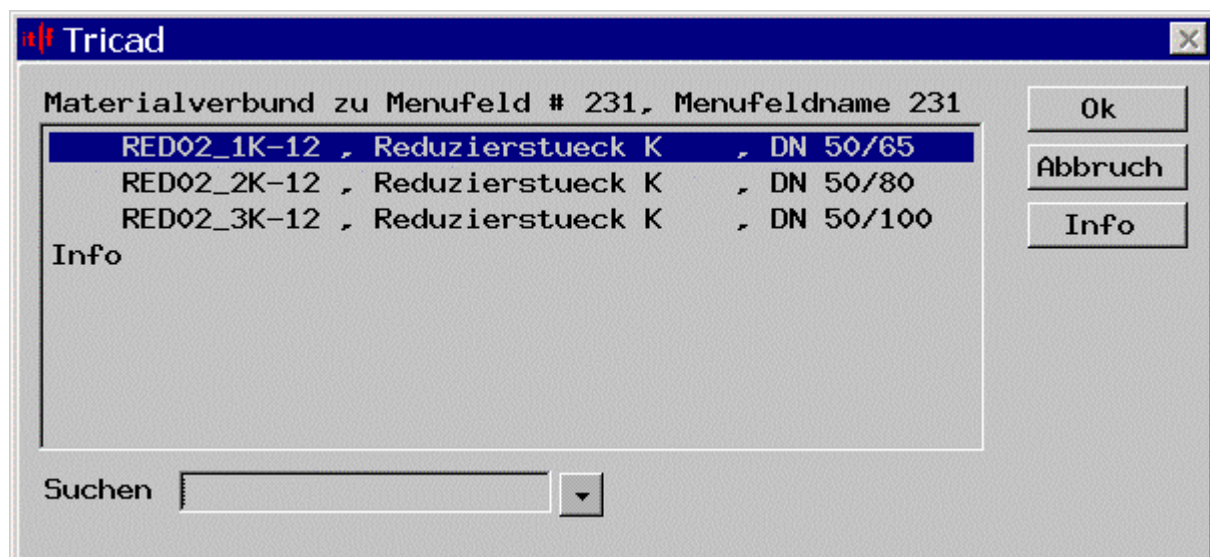 it|f Tricad
Materialverbund zu Menufeld # 231, Menufeldname 231
RED02_1K-12 , Reduzierstueck K , DN 50/65
RED02_2K-12 , Reduzierstueck K , DN 50/80
RED02_3K-12 , Reduzierstueck K , DN 50/100
Info
Ok
Abbruch
Info
Suchen